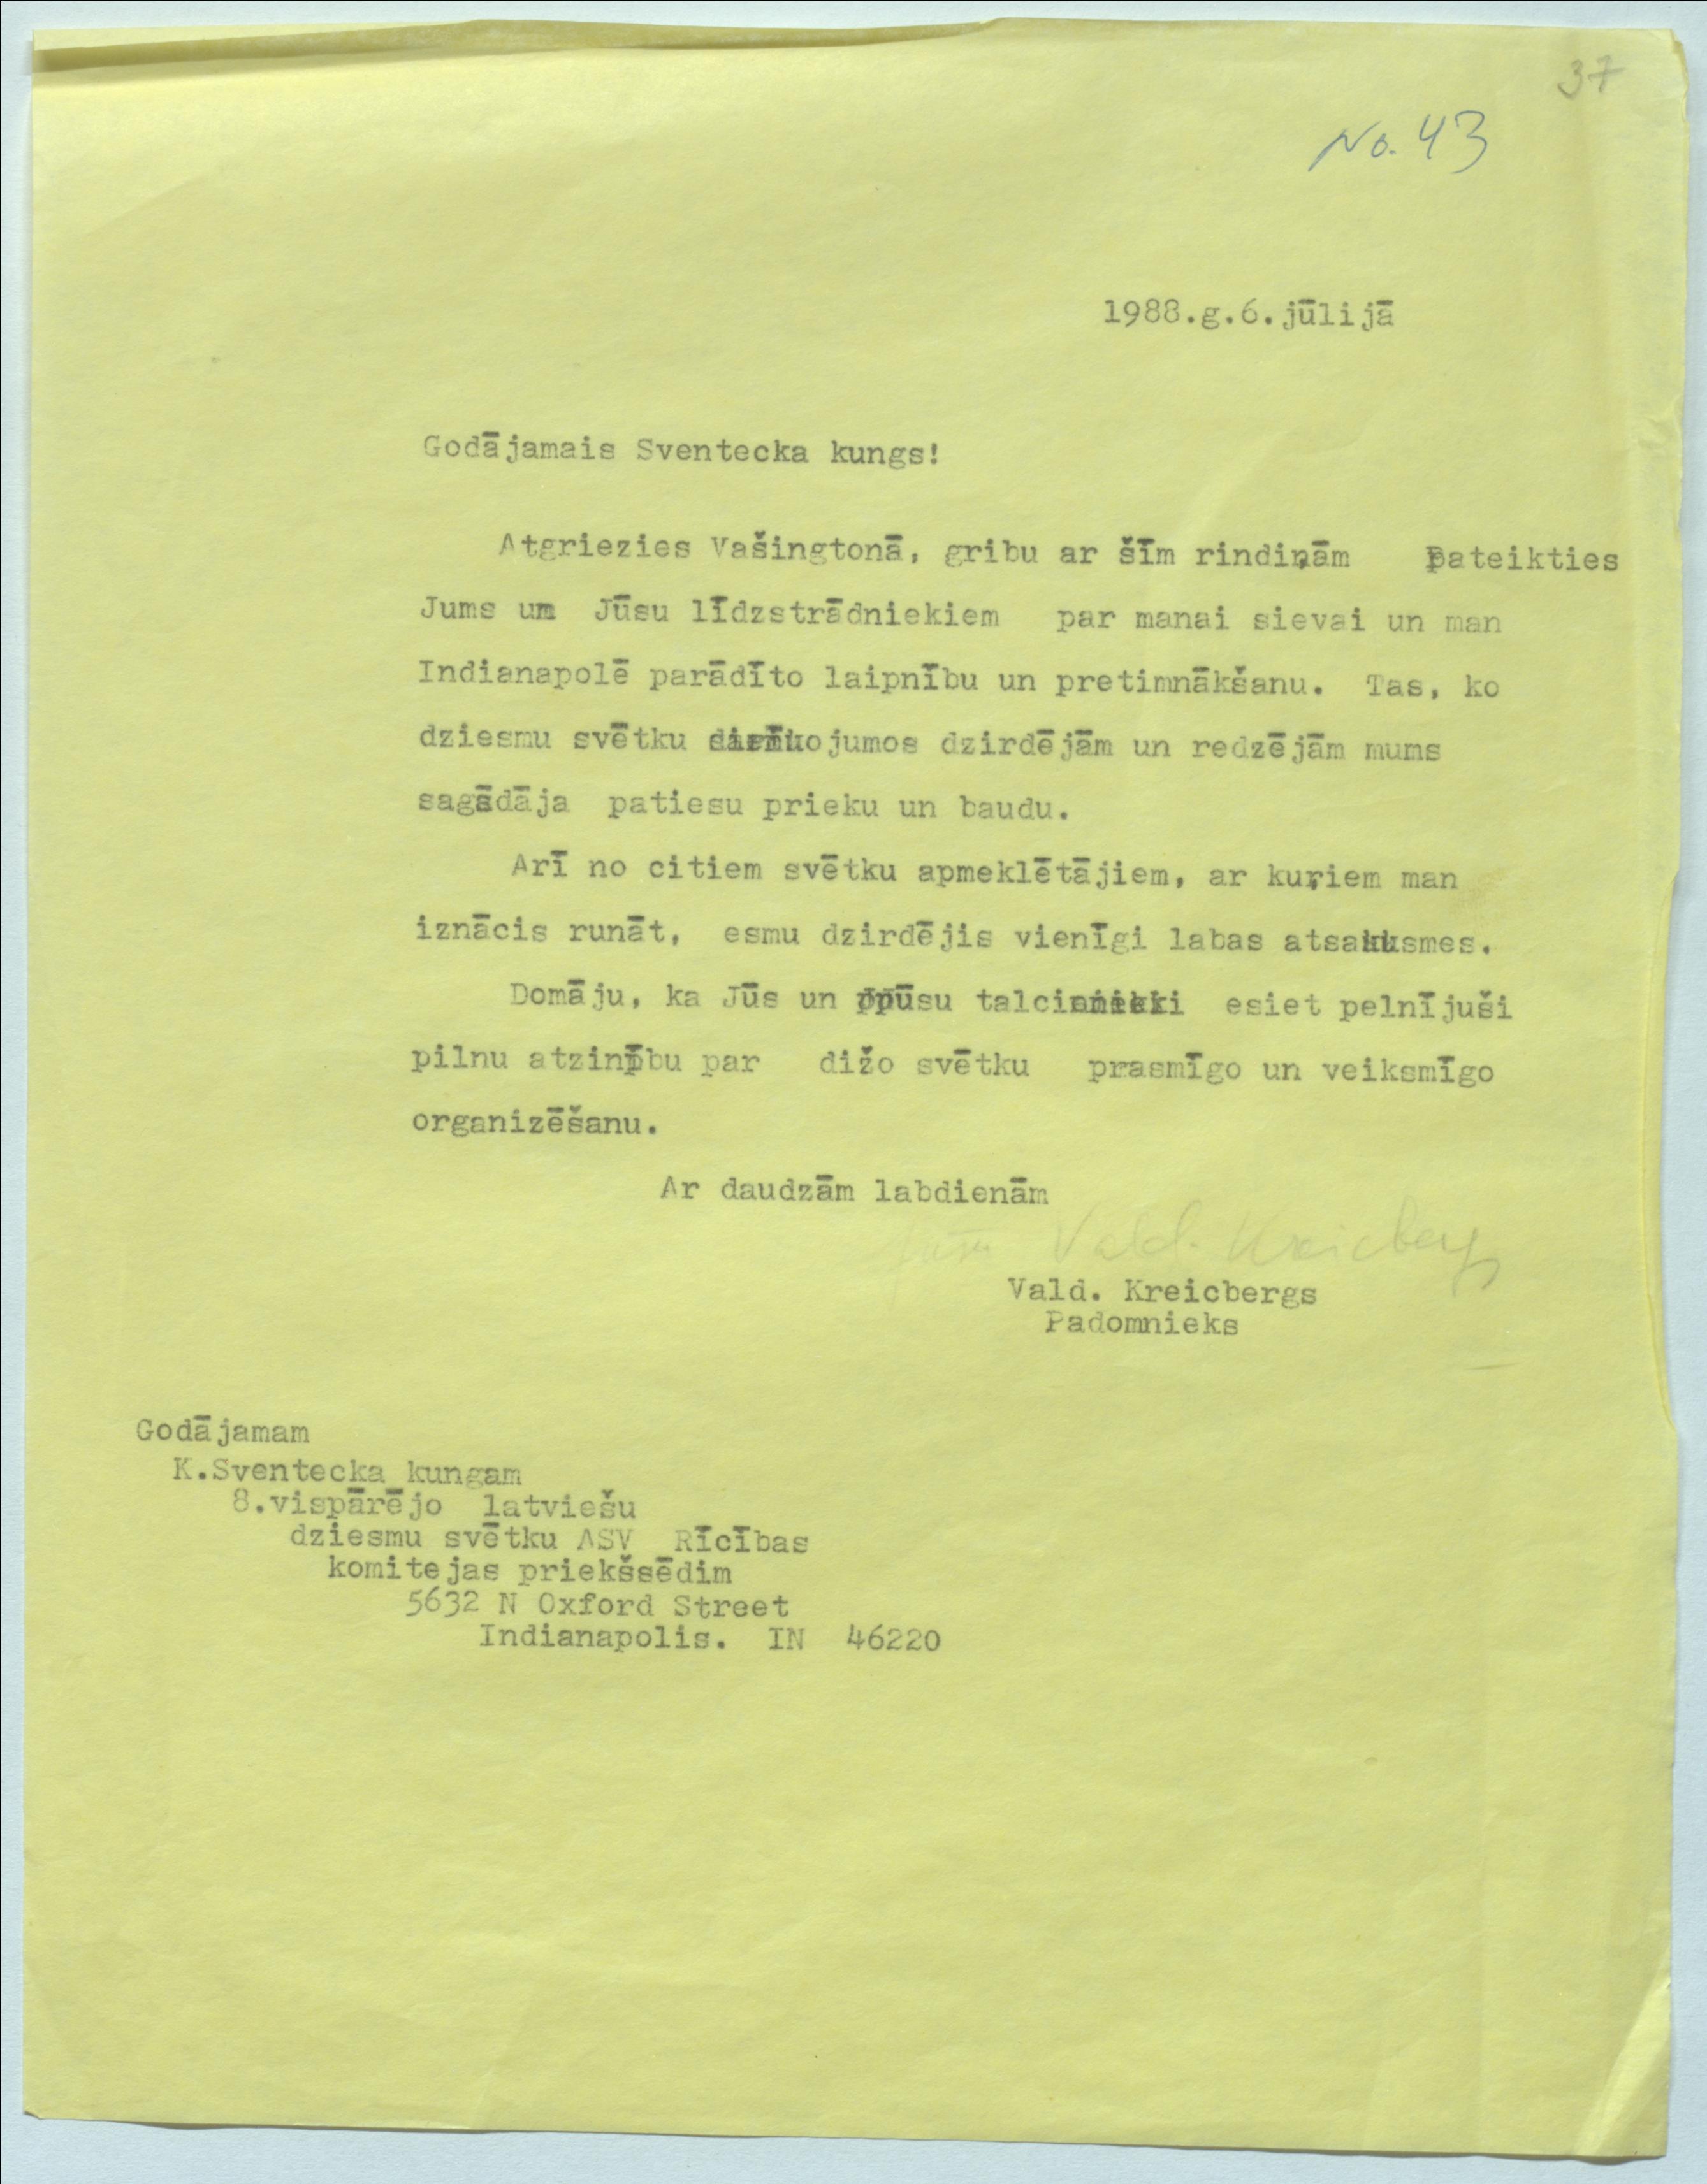 37
No. 43
1988.g.6.jūlijā
Godājamais Sventecka kungs!
Atgriezies Vašingtonā, gribu ar šīm rindiņām pateikties
Jums un Jūsu līdzstrādniekiem par manai sievai un man
Indianapolē parādīto laipnību un pretimnākšanu. Tas, ko
dziesmu svētku dzirdējām un redzējām mums
sagādāja patiesu prieku un baudu.
Arī no citiem svētku apmeklētājiem, ar kuŗiem man
iznācis runāt, esmu dzirdējis vienīgi labas atsauksmes.
Domāju, ka Jūs un Jūsu talcinieki esiet pelnījuši
pilnu atzinību par dižo svētku prasmīgo un veiksmīgo
organizēšanu.
Ar daudzām labdienām
Jūsu Vald. Kreicbergs
Vald. Kreicbergs
Padomnieks
Godājamam
K.Sventecka kungam
8.vispārējo latviešu
dziesmu svētku ASV Rīcības
komitejas priekšsēdim
5632 N Oxford Street
Indianapolis. IN 46220